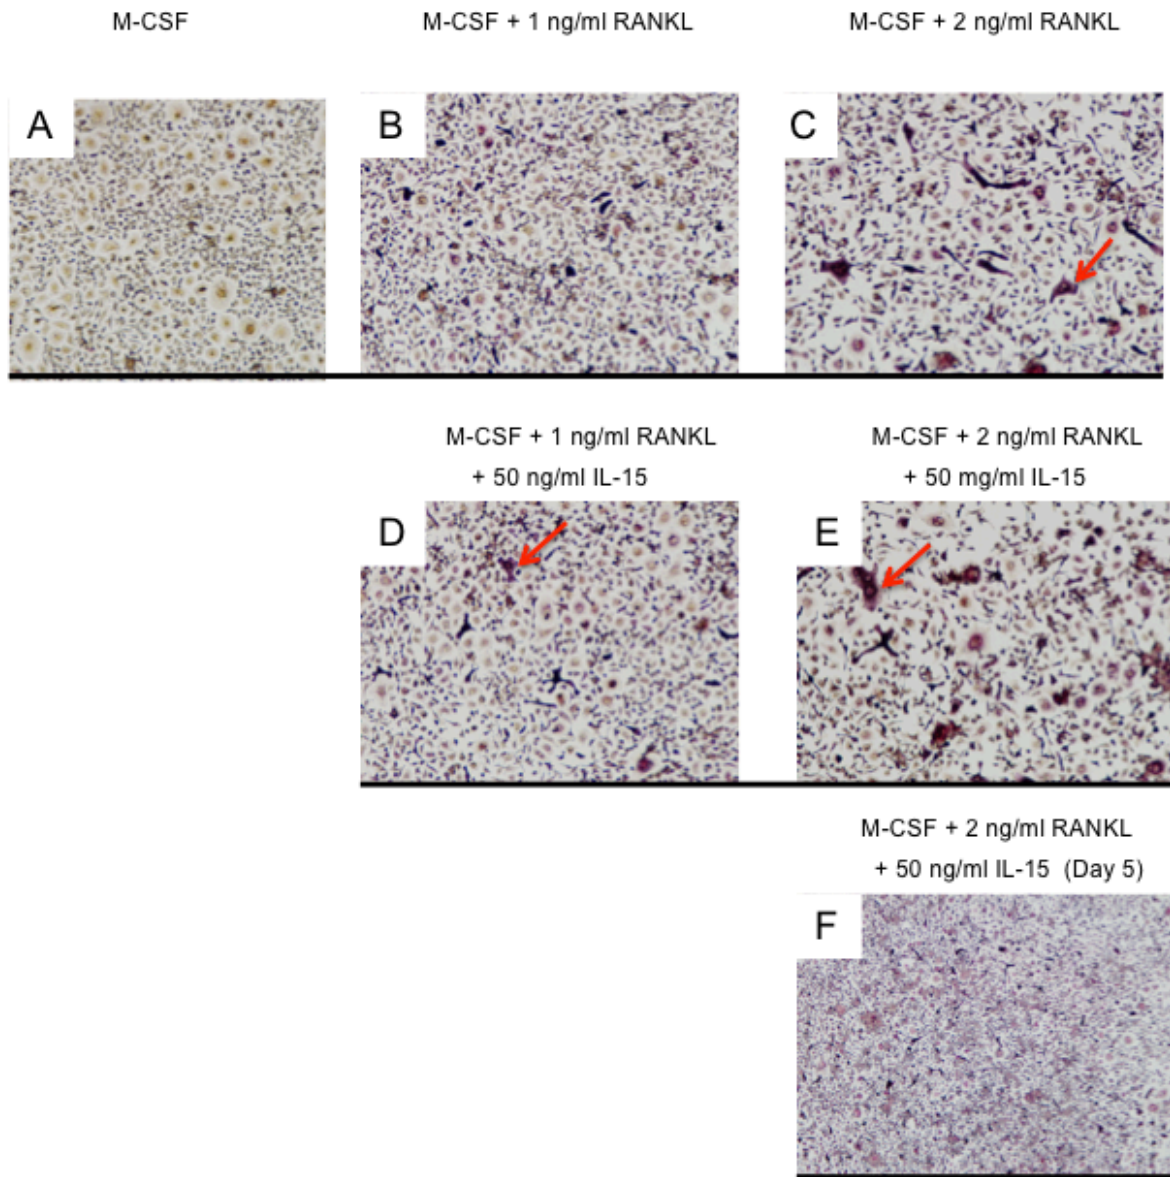 M-CSF
M-CSF + 1 ng/ml RANKL
M-CSF + 2 ng/ml RANKL
A
B
C
M-CSF + 1 ng/ml RANKL
+ 50 ng/ml IL-15
M-CSF + 2 ng/ml RANKL
+ 50 mg/ml IL-15
D
E
M-CSF + 2 ng/ml RANKL
+ 50 ng/ml IL-15 (Day 5)
F